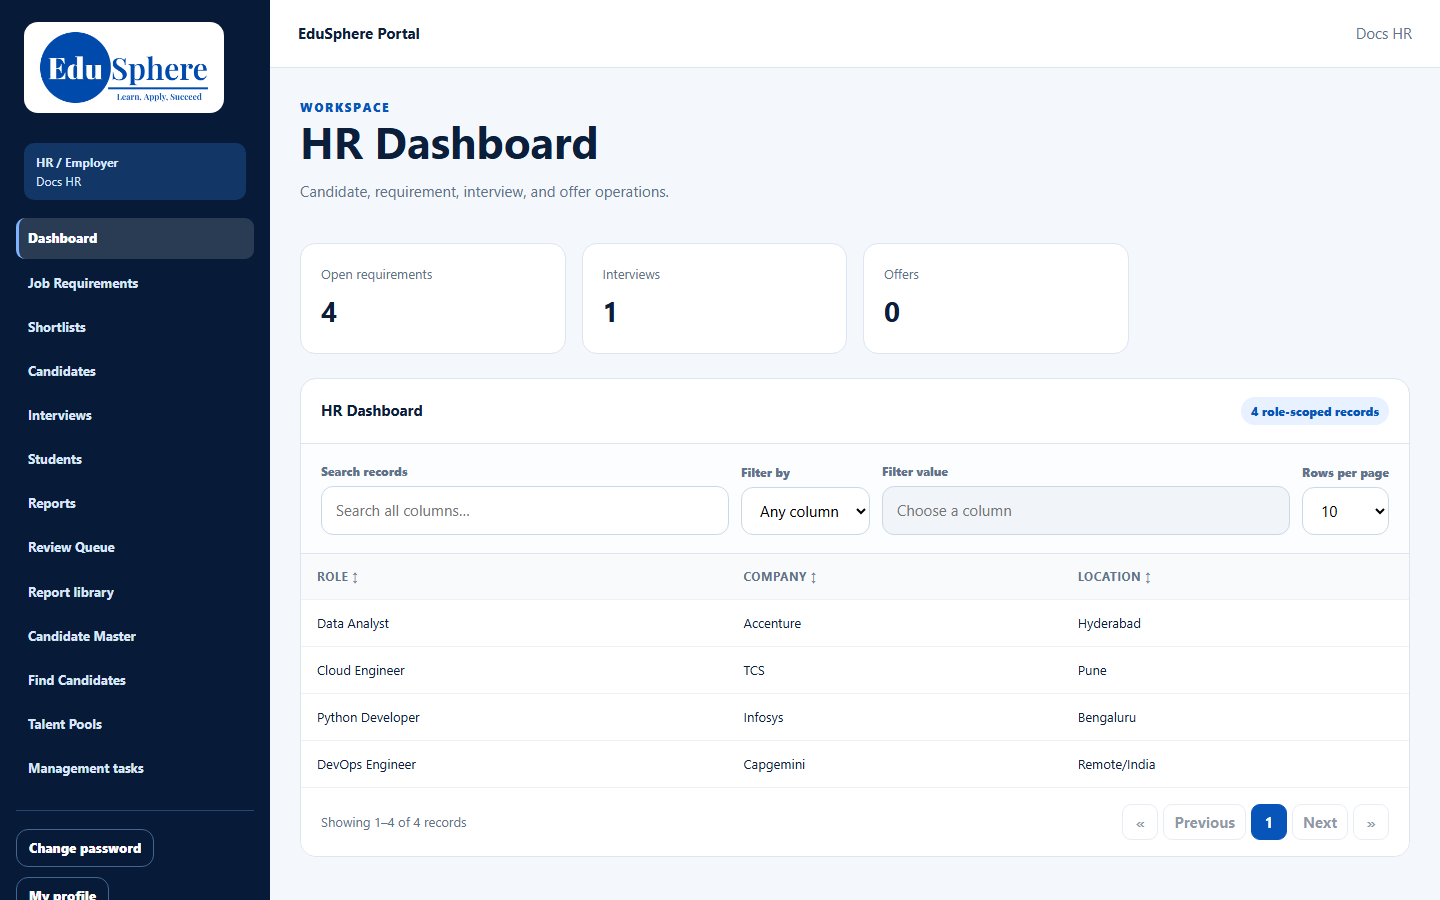 Edu Sphere
Learn. Apply, Succeed
HR / Employer
Docs HR
Dashboard
Job Requirements
Shortlists
Candidates
Interviews
Students
Reports
Review Queue
Report library
Candidate Master
Find Candidates
Talent Pools
Management tasks
Change password
My profile
EduSphere Portal
Docs HR
WORKSPACE
HR Dashboard
Candidate, requirement, interview, and offer operations.
Open requirements
4
Interviews
1
Offers
0
HR Dashboard
4 role-scoped records
Search records
Search all columns...
Filter by
Any column
Filter value
Choose a column
Rows per page
10
ROLE ↕ COMPANY ↕ LOCATION ↕
Data Analyst Accenture Hyderabad
Cloud Engineer TCS Pune
Python Developer Infosys Bengaluru
DevOps Engineer Capgemini Remote/India
Showing 1–4 of 4 records
« Previous 1 Next »